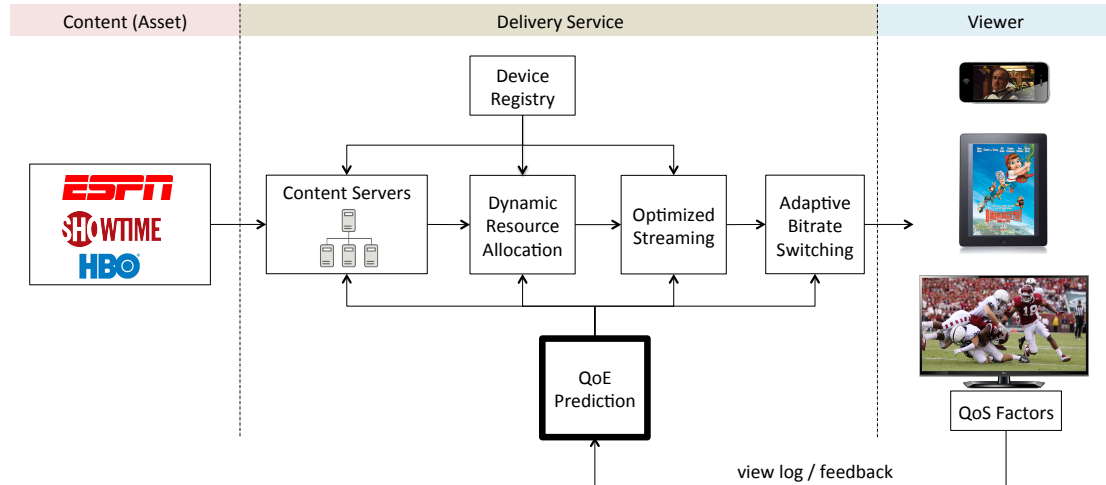 Content (Asset)
Delivery Service
Viewer
Device
Registry
ESPN
SHOWTIME
HBO
Content Servers
Dynamic
Resource
Allocation
Optimized
Streaming
Adaptive
Bitrate
Switching
QoE
Prediction
18
QoS Factors
view log / feedback